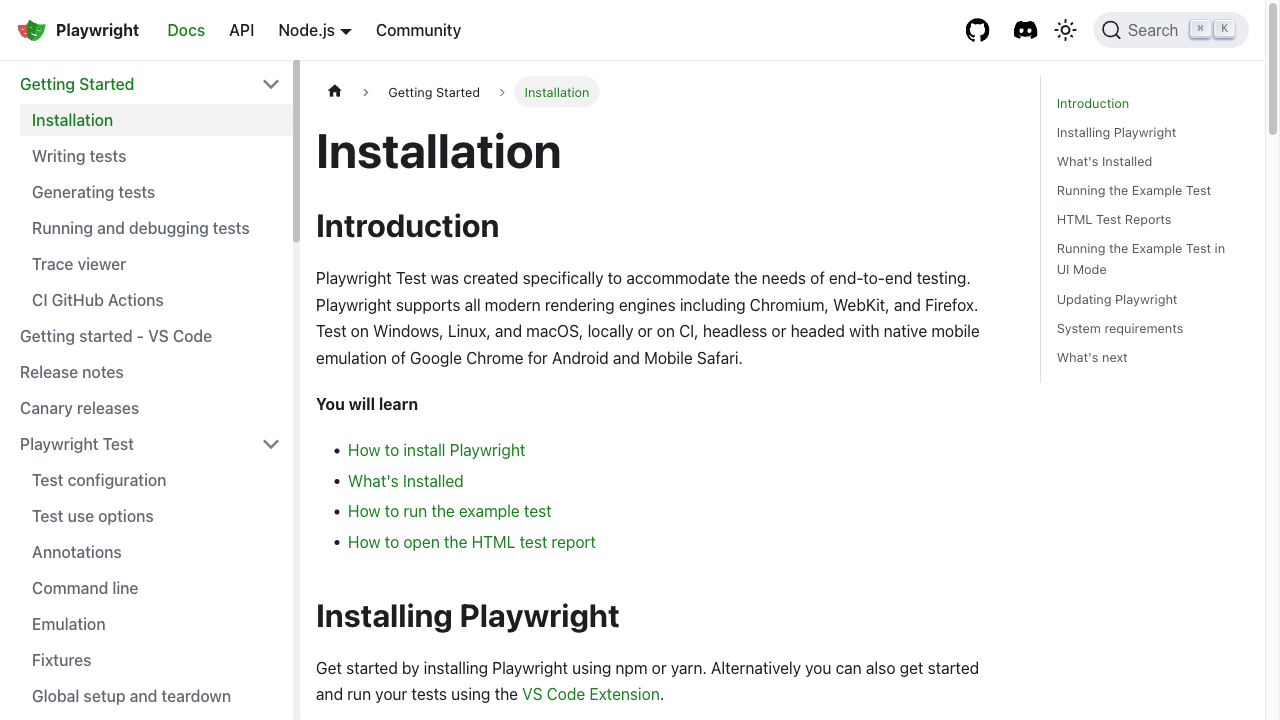 Playwright
Docs
API
Node.js
Community
Search
⌘
K
Getting Started
Installation
Writing tests
Generating tests
Running and debugging tests
Trace viewer
CI GitHub Actions
Getting started - VS Code
Release notes
Canary releases
Playwright Test
Test configuration
Test use options
Annotations
Command line
Emulation
Fixtures
Global setup and teardown
Getting Started
Installation
Installation
Introduction
Playwright Test was created specifically to accommodate the needs of end-to-end testing.
Playwright supports all modern rendering engines including Chromium, WebKit, and Firefox.
Test on Windows, Linux, and macOS, locally or on CI, headless or headed with native mobile
emulation of Google Chrome for Android and Mobile Safari.
You will learn
• How to install Playwright
• What's Installed
• How to run the example test
• How to open the HTML test report
Installing Playwright
Get started by installing Playwright using npm or yarn. Alternatively you can also get started
and run your tests using the VS Code Extension.
Introduction
Installing Playwright
What's Installed
Running the Example Test
HTML Test Reports
Running the Example Test in
UI Mode
Updating Playwright
System requirements
What's next